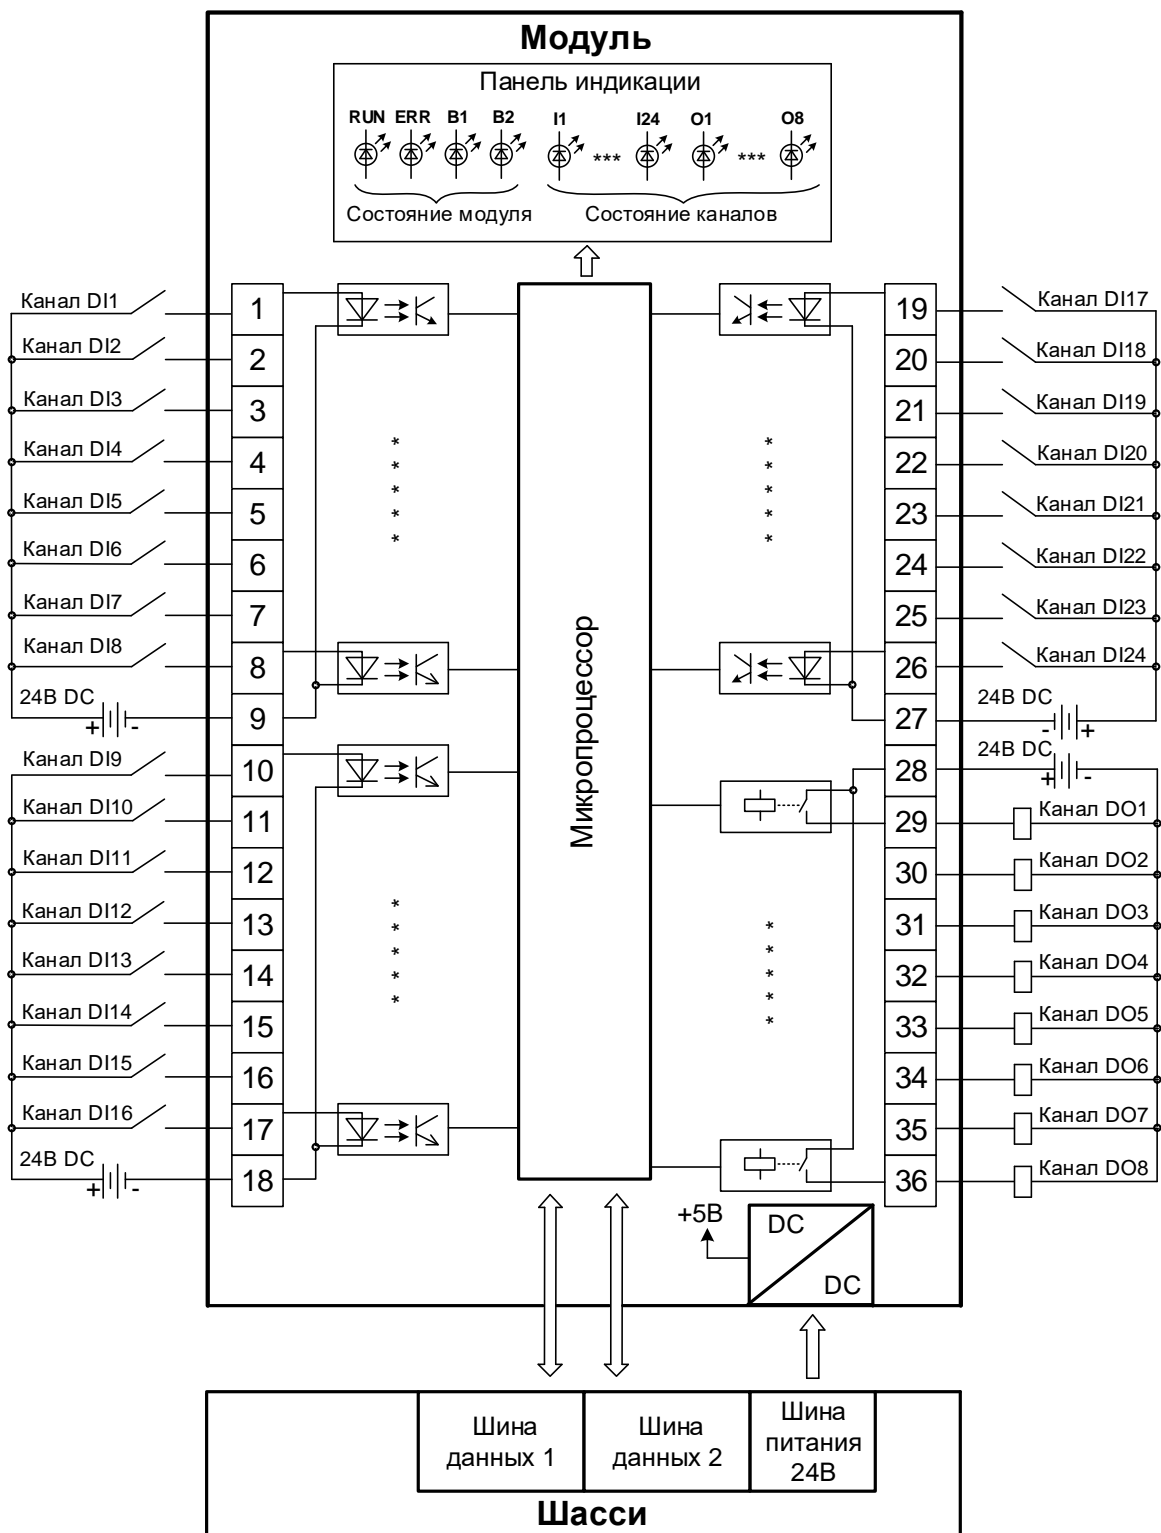 Модуль
Панель индикации
RUN ERR B1 B2 I1 I24 O1 O8
*** ***
Состояние модуля Состояние каналов
Канал DI1 1
Канал DI2 2
Канал DI3 3
Канал DI4 4
Канал DI5 5
Канал DI6 6
Канал DI7 7
Канал DI8 8
24В DC + - 9
Канал DI9 10
Канал DI10 11
Канал DI11 12
Канал DI12 13
Канал DI13 14
Канал DI14 15
Канал DI15 16
Канал DI16 17
24В DC + - 18
* * * * *
* * * * *
Микропроцессор
* * * * *
* * * * *
19 Канал DI17
20 Канал DI18
21 Канал DI19
22 Канал DI20
23 Канал DI21
24 Канал DI22
25 Канал DI23
26 Канал DI24
27 24В DC - +
28 24В DC + -
29 Канал DO1
30 Канал DO2
31 Канал DO3
32 Канал DO4
33 Канал DO5
34 Канал DO6
35 Канал DO7
36 Канал DO8
+5В DC
DC
Шина данных 1
Шина данных 2
Шина питания 24В
Шасси